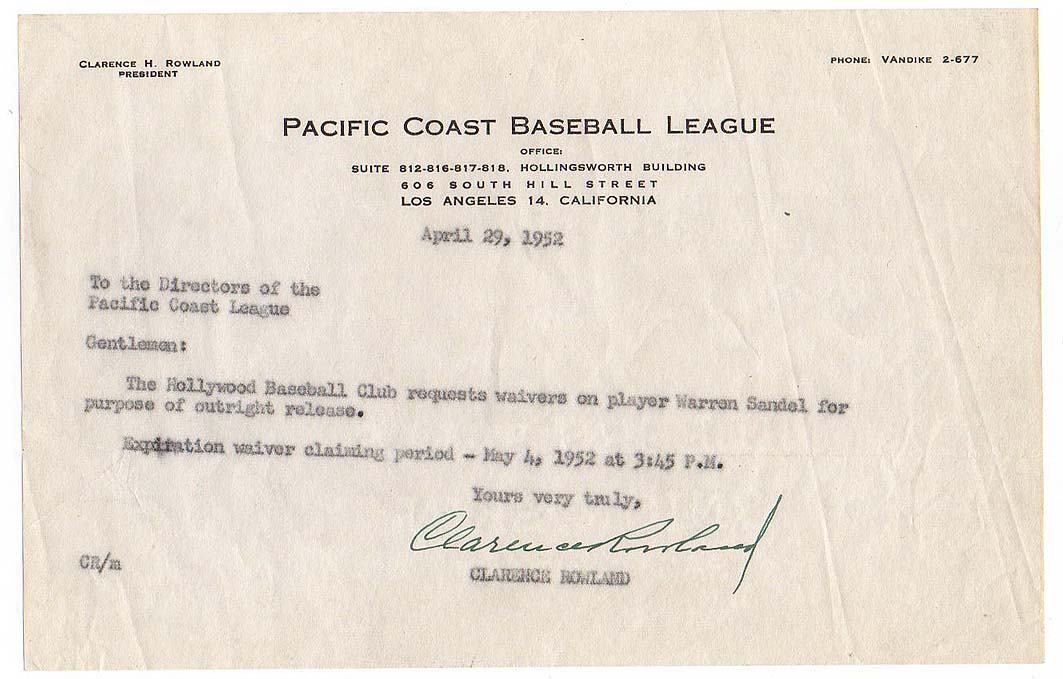 CLARENCE H. ROWLAND
PRESIDENT
PHONE: VANDIKE 2-677
PACIFIC COAST BASEBALL LEAGUE
OFFICE:
SUITE 812-816-817-818, HOLLINGSWORTH BUILDING
606 SOUTH HILL STREET
LOS ANGELES 14, CALIFORNIA
April 29, 1952
To the Directors of the
Pacific Coast League
Gentlemen:
The Hollywood Baseball Club requests waivers on player Warren Sandel for
purpose of outright release.
Expiration waiver claiming period - May 4, 1952 at 3:45 P.M.
Yours very truly,
Clarence Rowland
CLARENCE ROWLAND
CR/m